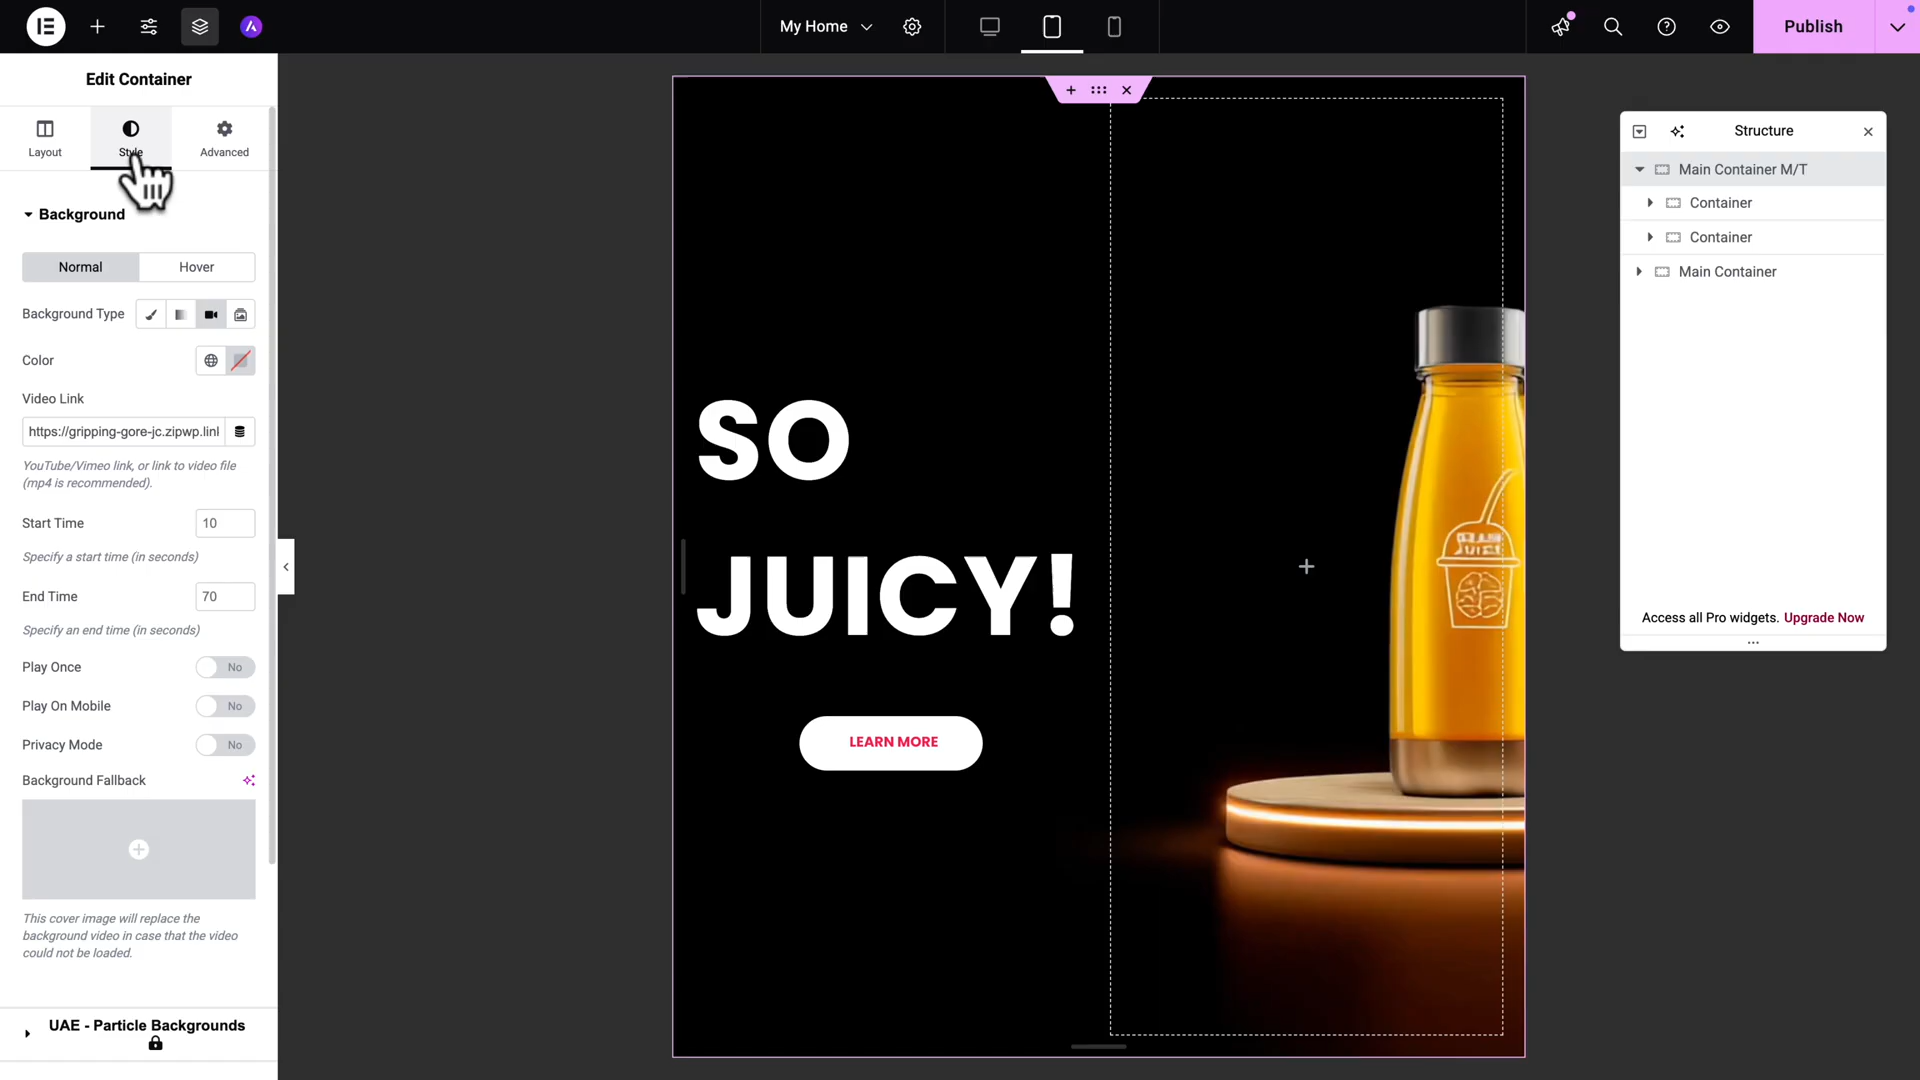 My Home
Publish
Edit Container
Layout
Style
Advanced
Background
Normal
Hover
Background Type
Color
Video Link
https://gripping-gore-jc.zipwp.linl
YouTube/Vimeo link, or link to video file
(mp4 is recommended).
Start Time
10
Specify a start time (in seconds)
End Time
70
Specify an end time (in seconds)
Play Once
No
Play On Mobile
No
Privacy Mode
No
Background Fallback
This cover image will replace the
background video in case that the video
could not be loaded.
UAE - Particle Backgrounds
SO
JUICY!
LEARN MORE
Structure
Main Container M/T
Container
Container
Main Container
Access all Pro widgets. Upgrade Now